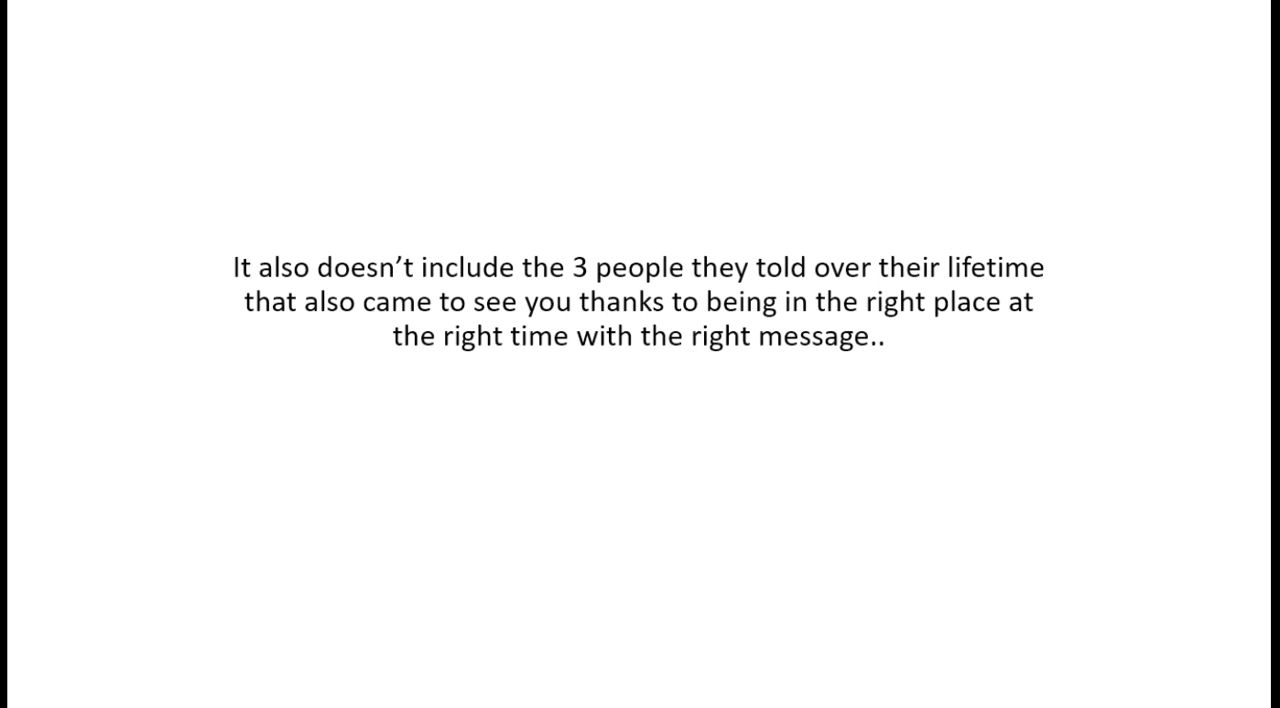 It also doesn’t include the 3 people they told over their lifetime
that also came to see you thanks to being in the right place at
the right time with the right message..